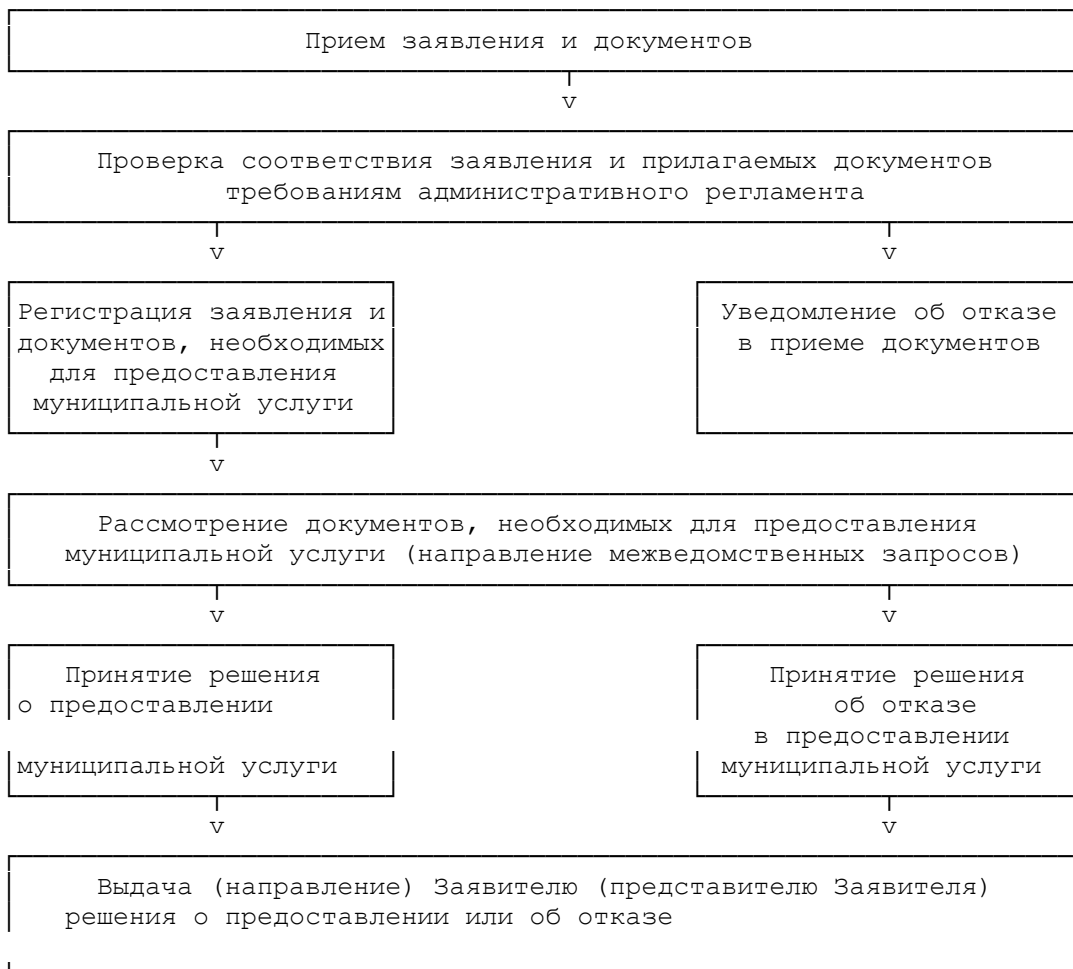 Прием заявления и документов
v
Проверка соответствия заявления и прилагаемых документов
требованиям административного регламента
v v
Регистрация заявления и
документов, необходимых
для предоставления
муниципальной услуги
Уведомление об отказе
в приеме документов
v
Рассмотрение документов, необходимых для предоставления
муниципальной услуги (направление межведомственных запросов)
v v
Принятие решения
о предоставлении
муниципальной услуги
Принятие решения
об отказе
в предоставлении
муниципальной услуги
v v
Выдача (направление) Заявителю (представителю Заявителя)
решения о предоставлении или об отказе